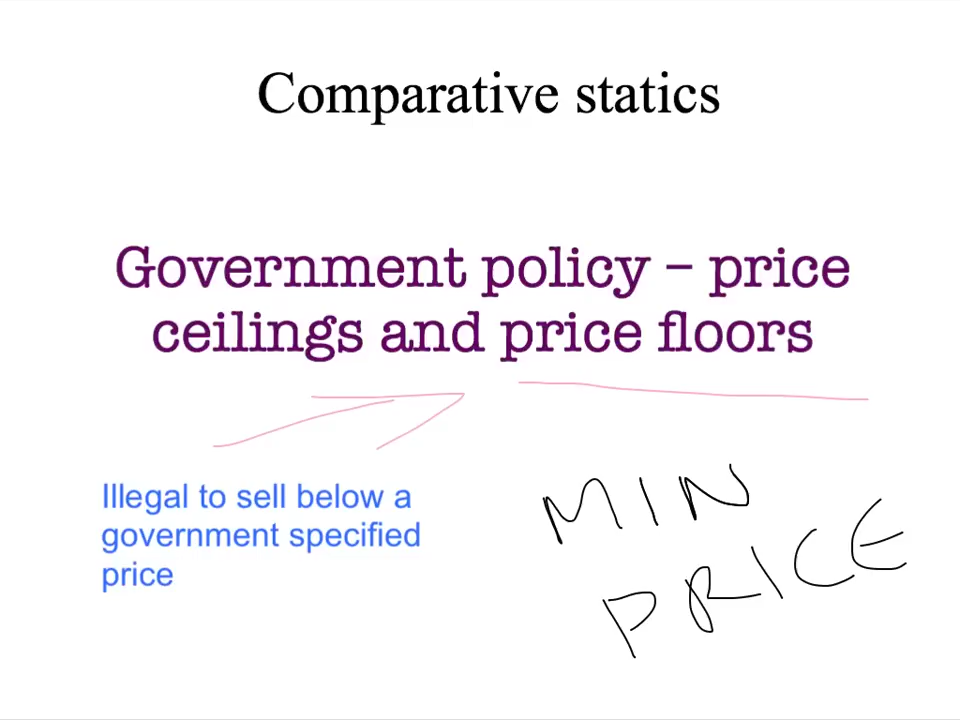 Comparative statics
Government policy – price
ceilings and price floors
Illegal to sell below a
government specified
price
MIN
PRICE